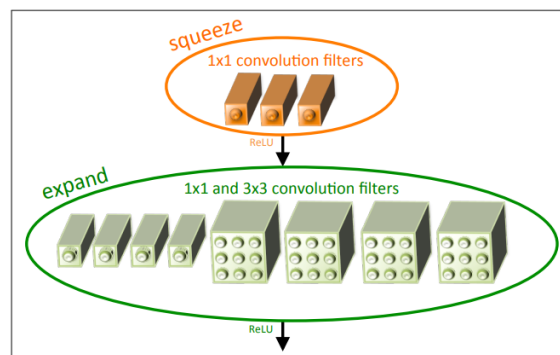 squeeze
1x1 convolution filters
ReLU
expand
1x1 and 3x3 convolution filters
ReLU